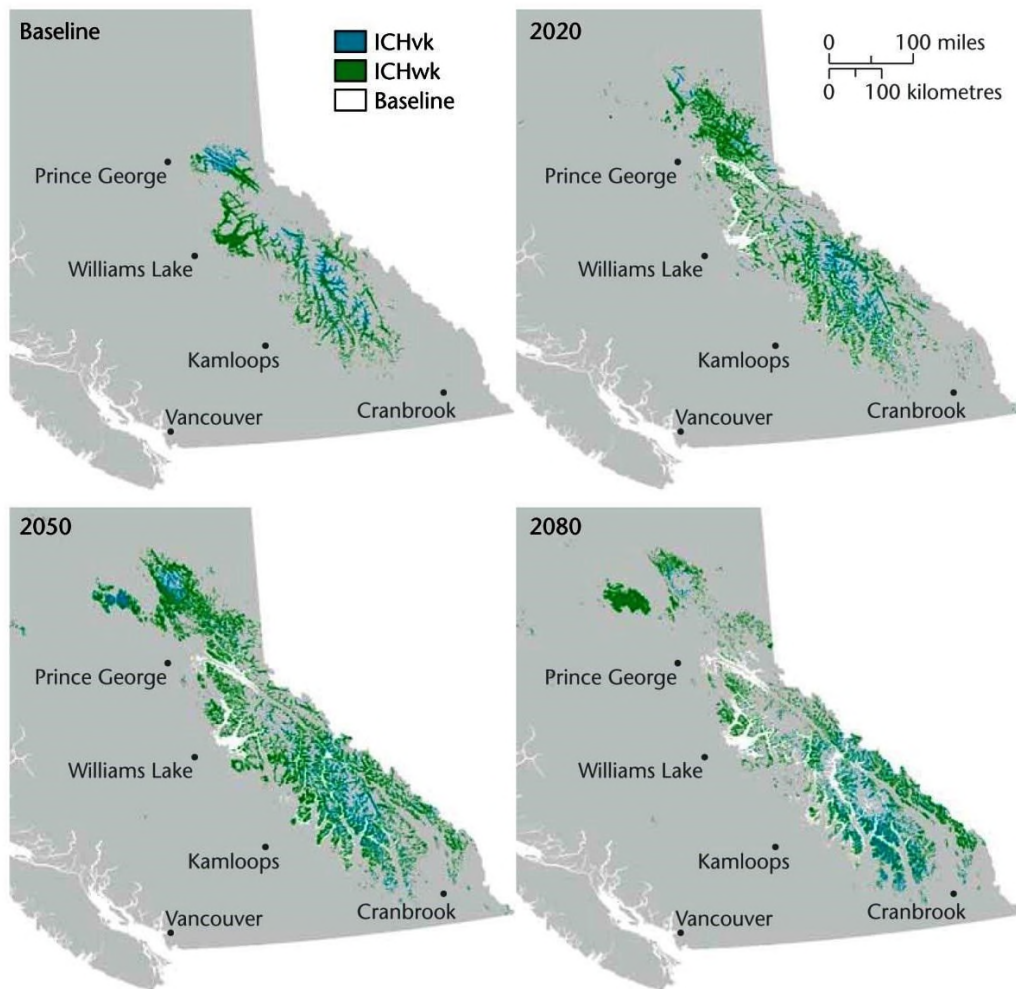 Baseline
ICHvk
ICHwk
Baseline
Prince George
Williams Lake
Kamloops
Cranbrook
Vancouver
2020
0 100 miles
0 100 kilometres
Prince George
Williams Lake
Kamloops
Cranbrook
Vancouver
2050
Prince George
Williams Lake
Kamloops
Cranbrook
Vancouver
2080
Prince George
Williams Lake
Kamloops
Cranbrook
Vancouver